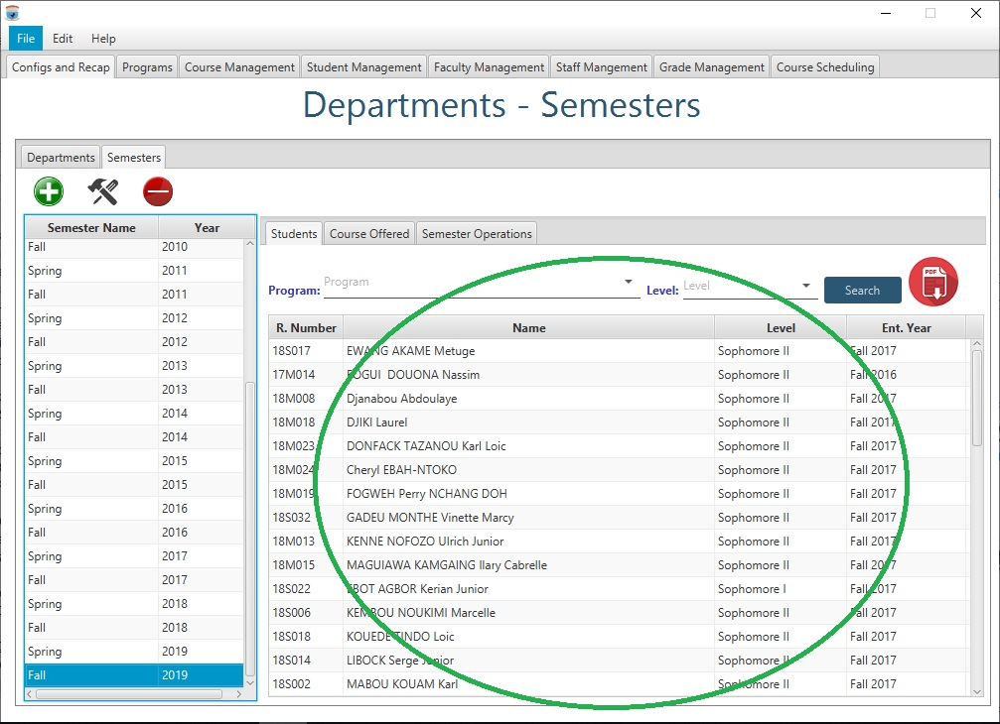 File Edit Help
Configs and Recap Programs Course Management Student Management Faculty Management Staff Mangement Grade Management Course Scheduling
Departments - Semesters
Departments Semesters
Semester Name Year
Fall 2010
Spring 2011
Fall 2011
Spring 2012
Fall 2012
Spring 2013
Fall 2013
Spring 2014
Fall 2014
Spring 2015
Fall 2015
Spring 2016
Fall 2016
Spring 2017
Fall 2017
Spring 2018
Fall 2018
Spring 2019
Fall 2019
Students Course Offered Semester Operations
Program: Program Level: Level Search PDF
R. Number Name Level Ent. Year
18S017 EWANG AKAME Metuge Sophomore II Fall 2017
17M014 FOGUI DOUONA Nassim Sophomore II Fall 2016
18M008 Djanabou Abdoulaye Sophomore II Fall 2017
18M018 DJIKI Laurel Sophomore II Fall 2017
18M023 DONFACK TAZANOU Karl Loic Sophomore II Fall 2017
18M024 Cheryl EBAH-NTOKO Sophomore II Fall 2017
18M019 FOGWEH Perry NCHANG DOH Sophomore II Fall 2017
18S032 GADEU MONTHE Vinette Marcy Sophomore II Fall 2017
18M013 KENNE NOFOZO Ulrich Junior Sophomore II Fall 2017
18M015 MAGUIAWA KAMGAING Ilary Cabrelle Sophomore II Fall 2017
18S022 EBOT AGBOR Kerian Junior Sophomore I Fall 2017
18S006 KEMBOU NOUKIMI Marcelle Sophomore II Fall 2017
18S018 KOUEDE TINDO Loic Sophomore II Fall 2017
18S014 LIBOCK Serge Junior Sophomore II Fall 2017
18S002 MABOU KOUAM Karl Sophomore II Fall 2017